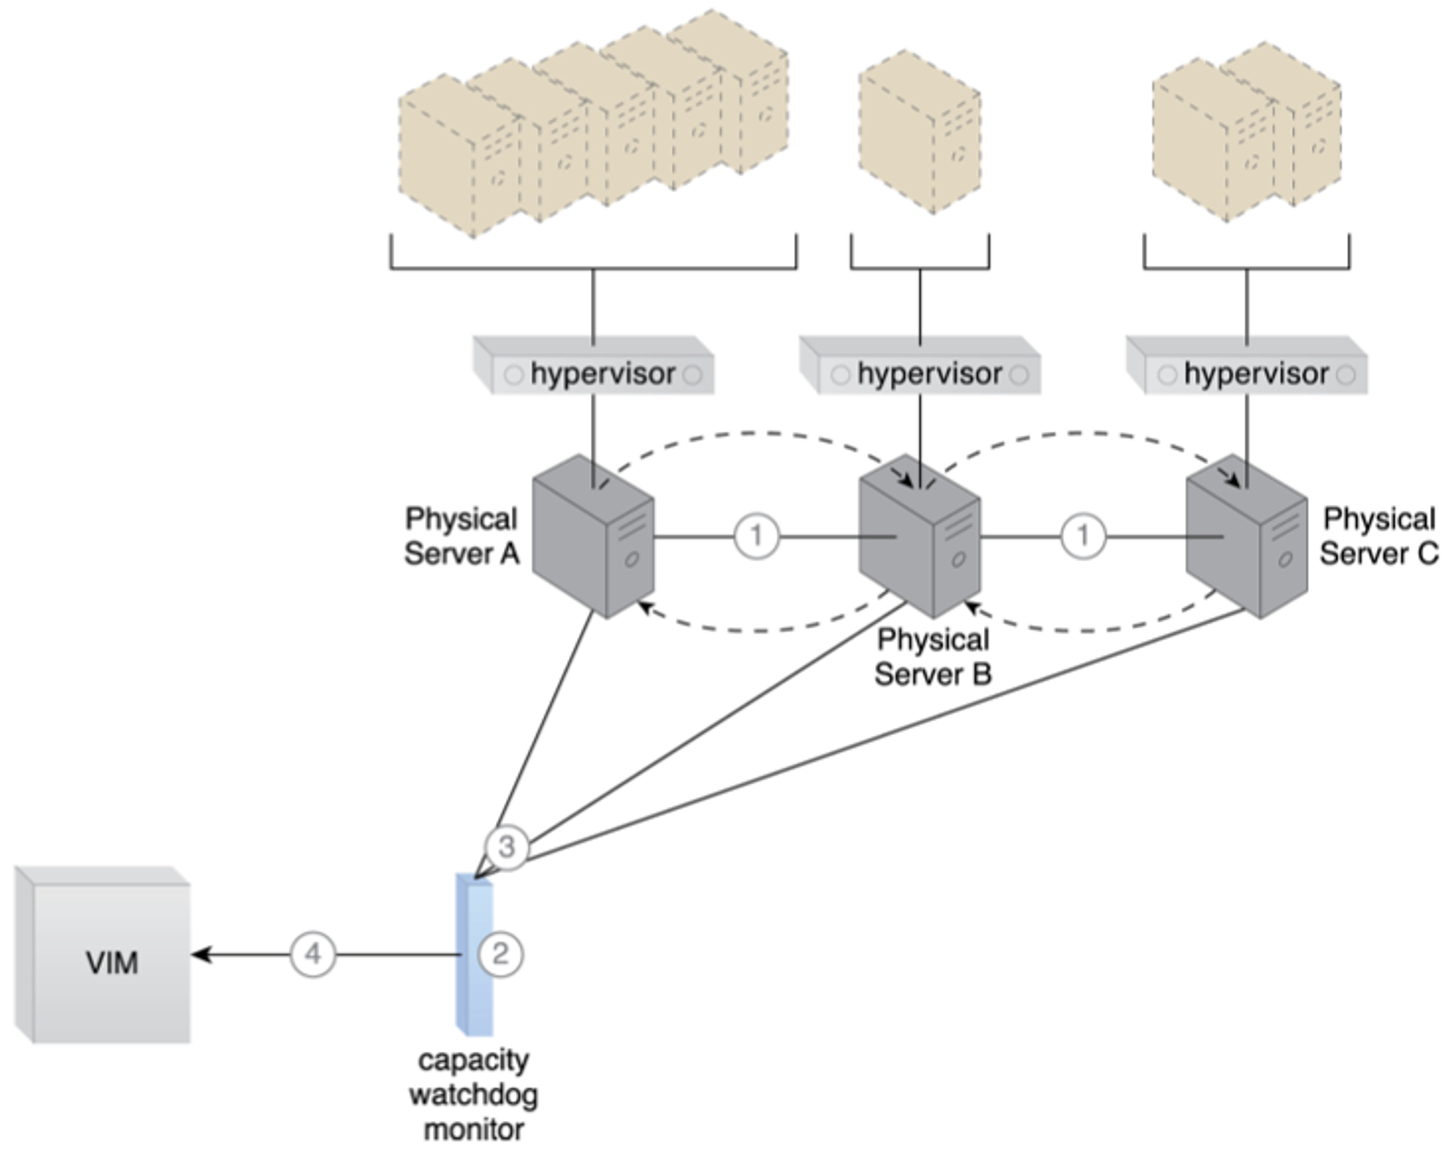 hypervisor
hypervisor
hypervisor
Physical
Server A
1
1
Physical
Server C
Physical
Server B
3
VIM
4
2
capacity
watchdog
monitor